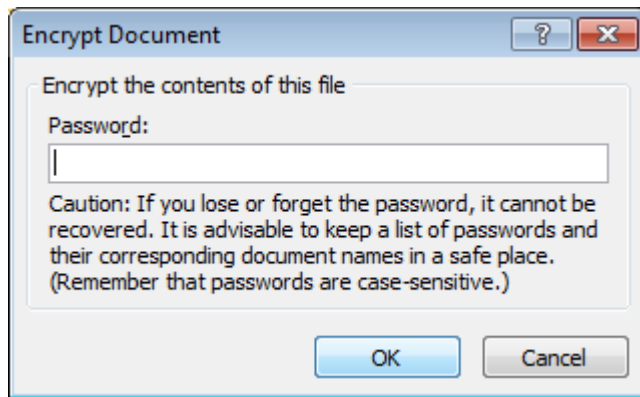 Encrypt Document
Encrypt the contents of this file
Password:
Caution: If you lose or forget the password, it cannot be
recovered. It is advisable to keep a list of passwords and
their corresponding document names in a safe place.
(Remember that passwords are case-sensitive.)
OK Cancel